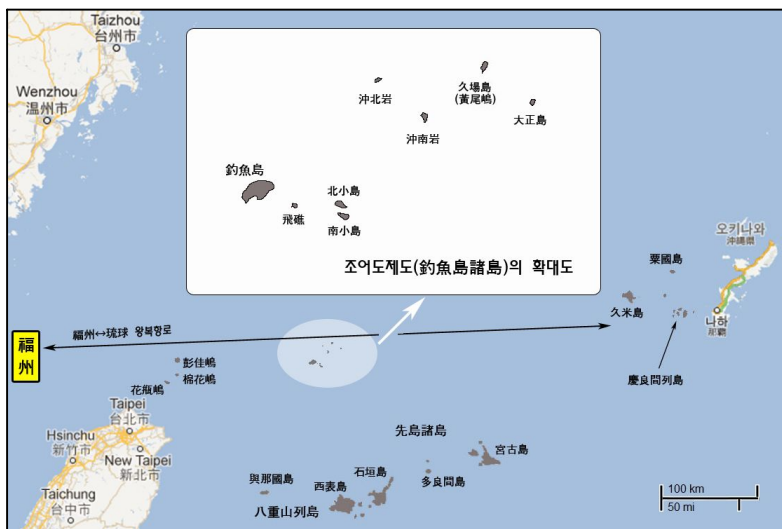 Taizhou
台州市
Wenzhou
温州市
久場島
(黃尾嶋)
沖北岩
大正島
沖南岩
釣魚島
北小島
飛礁
南小島
조어도제도(釣魚島諸島)의 확대도
오키나와
沖縄県
粟國島
久米島
나하
那覇
慶良間列島
福州↔琉球 왕복항로
福州
彭佳嶼
棉花嶼
花瓶嶼
Taipei
台北市
Hsinchu
新竹市
New Taipei
新北市
Taichung
台中市
先島諸島
宮古島
多良間島
與那國島
石垣島
西表島
八重山列島
100 km
50 mi